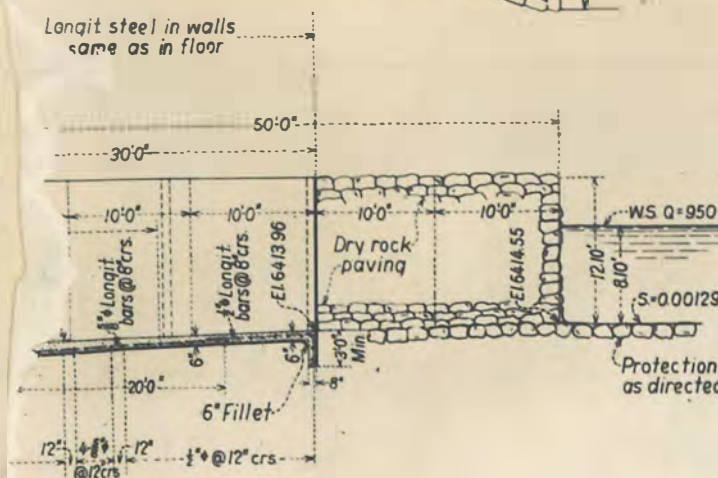 Longit steel in walls
same as in floor
50'-0"
30'-0"
10'-0"
10'-0"
10'-0"
10'-0"
W.S. Q=950
Dry rock
paving
5/8"ᶲ Longit
bars @ 8" crs.
1/2"ᶲ Longit
bars @ 8" crs.
El. 6413.96
El. 6414.55
12.10'
8.10'
S=0.00129
6"
6"
3'-0"
Min.
8"
20'-0"
6" Fillet
Protection
as directed
12"
12"
@12 crs
1/2"ᶲ @ 12" crs